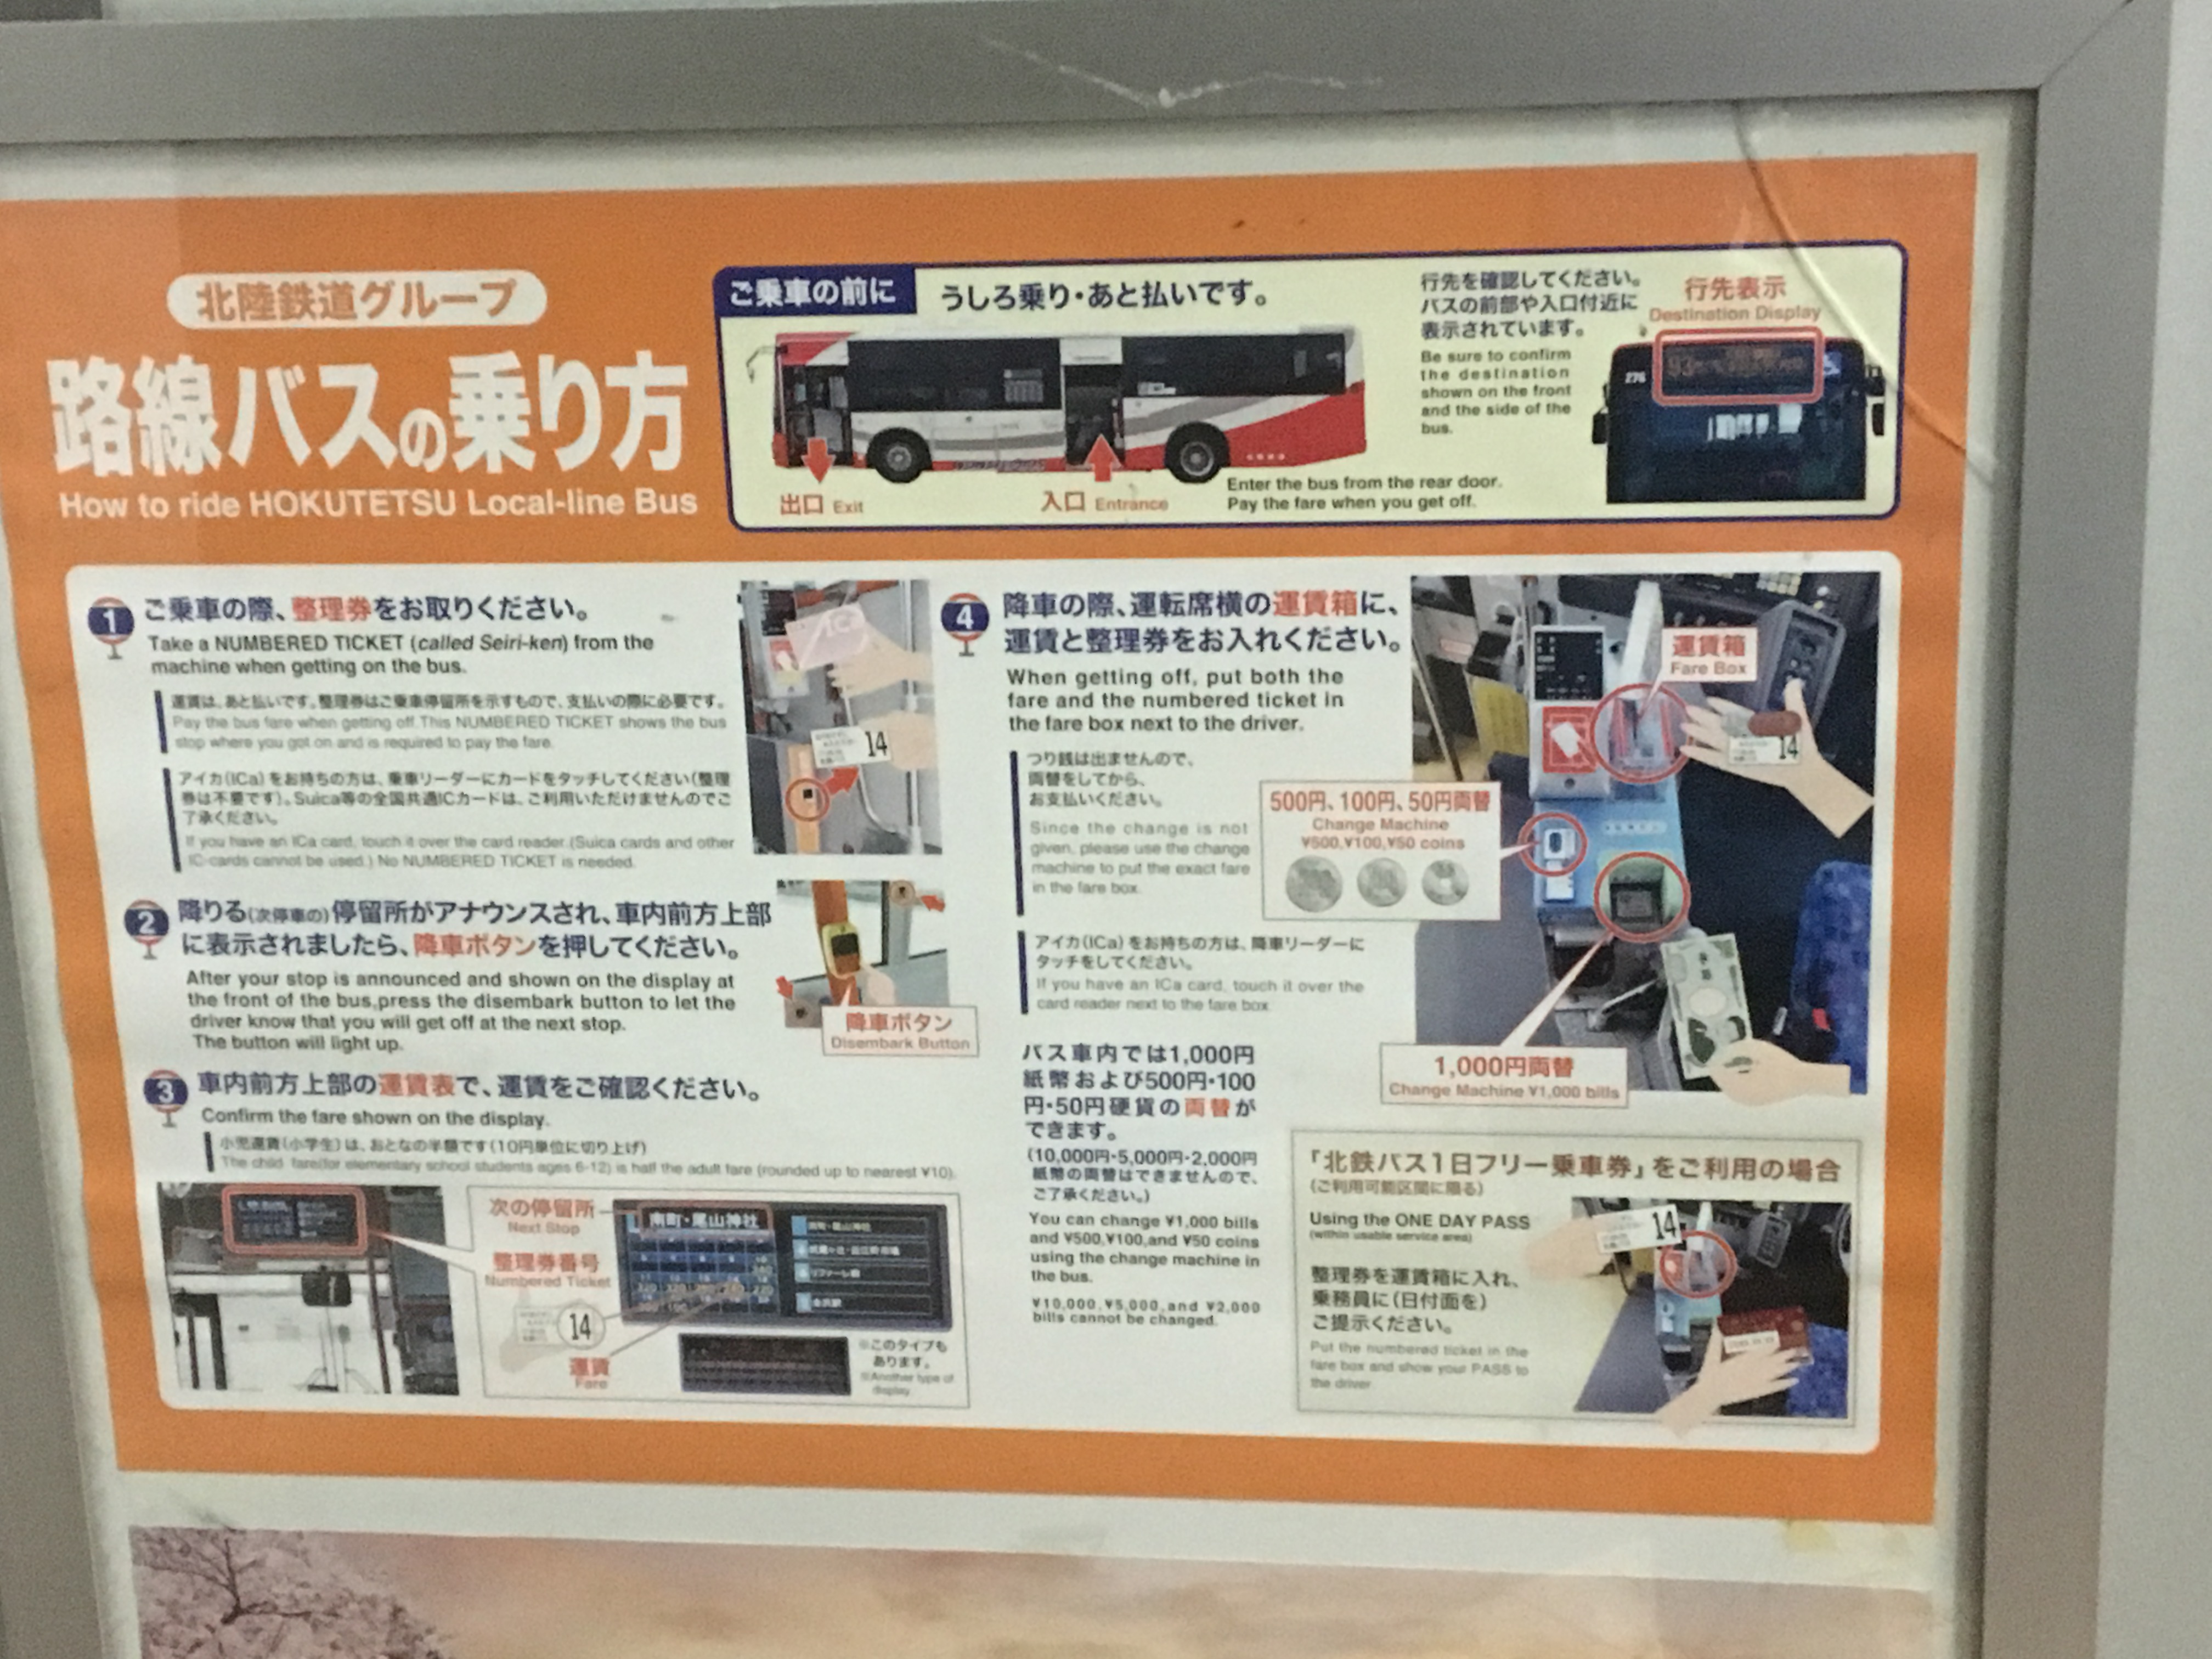 北陸鉄道グループ
路線バスの乗り方
How to ride HOKUTETSU Local-line Bus
ご乗車の前に
うしろ乗り・あと払いです。
出口 Exit
入口 Entrance
Enter the bus from the rear door.
Pay the fare when you get off.
行先を確認してください。
バスの前部や入口付近に
表示されています。
Be sure to confirm
the destination
shown on the front
and the side of the
bus.
行先表示
Destination Display
276
1
ご乗車の際、整理券をお取りください。
Take a NUMBERED TICKET (called Seiri-ken) from the
machine when getting on the bus.
運賃は、あと払いです。整理券はご乗車停留所を示すもので、支払いの際に必要です。
Pay the bus fare when getting off.This NUMBERED TICKET shows the bus
stop where you got on and is required to pay the fare.
アイカ(ICa)をお持ちの方は、乗車リーダーにカードをタッチしてください(整理
券は不要です)。Suica等の全国共通ICカードは、ご利用いただけませんのでご
了承ください。
If you have an ICa card, touch it over the card reader.(Suica cards and other
IC-cards cannot be used.) No NUMBERED TICKET is needed.
ICa
14
2
降りる(次停車の)停留所がアナウンスされ、車内前方上部
に表示されましたら、降車ボタンを押してください。
After your stop is announced and shown on the display at
the front of the bus,press the disembark button to let the
driver know that you will get off at the next stop.
The button will light up.
降車ボタン
Disembark Button
3
車内前方上部の運賃表で、運賃をご確認ください。
Confirm the fare shown on the display.
小児運賃(小学生)は、おとなの半額です(10円単位に切り上げ)
The child fare(for elementary school students ages 6-12) is half the adult fare (rounded up to nearest ¥10).
次の停留所
Next Stop
南町・尾山神社
整理券番号
Numbered Ticket
14
運賃
Fare
リファーレ前
金沢駅
※このタイプも
あります。
※Another type of
display
4
降車の際、運転席横の運賃箱に、
運賃と整理券をお入れください。
When getting off, put both the
fare and the numbered ticket in
the fare box next to the driver.
つり銭は出ませんので、
両替をしてから、
お支払いください。
Since the change is not
given, please use the change
machine to put the exact fare
in the fare box.
アイカ(ICa)をお持ちの方は、降車リーダーに
タッチをしてください。
If you have an ICa card, touch it over the
card reader next to the fare box
バス車内では1,000円
紙幣および500円・100
円・50円硬貨の両替が
できます。
(10,000円・5,000円・2,000円
紙幣の両替はできませんので、
ご了承ください。)
You can change ¥1,000 bills
and ¥500,¥100,and ¥50 coins
using the change machine in
the bus.
¥10,000,¥5,000,and ¥2,000
bills cannot be changed.
運賃箱
Fare Box
14
500円、100円、50円両替
Change Machine
¥500,¥100,¥50 coins
1,000円両替
Change Machine ¥1,000 bills
「北鉄バス1日フリー乗車券」をご利用の場合
(ご利用可能区間に限る)
Using the ONE DAY PASS
(within usable service area)
整理券を運賃箱に入れ、
乗務員に(日付面を)
ご提示ください。
Put the numbered ticket in the
fare box and show your PASS to
the driver
14